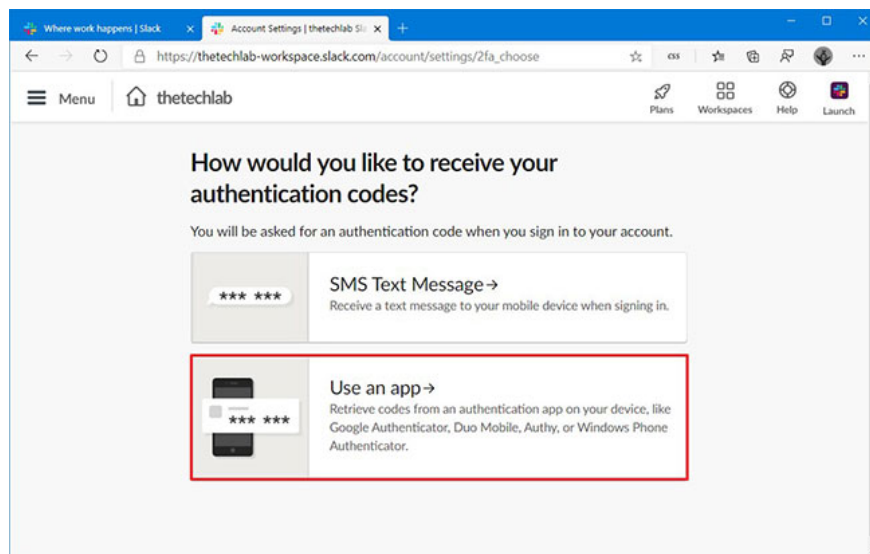 Where work happens | Slack
Account Settings | thetechlab Sla
https://thetechlab-workspace.slack.com/account/settings/2fa_choose
css
Menu
thetechlab
Plans
Workspaces
Help
Launch
How would you like to receive your
authentication codes?
You will be asked for an authentication code when you sign in to your account.
*** ***
SMS Text Message→
Receive a text message to your mobile device when signing in.
*** ***
Use an app→
Retrieve codes from an authentication app on your device, like
Google Authenticator, Duo Mobile, Authy, or Windows Phone
Authenticator.